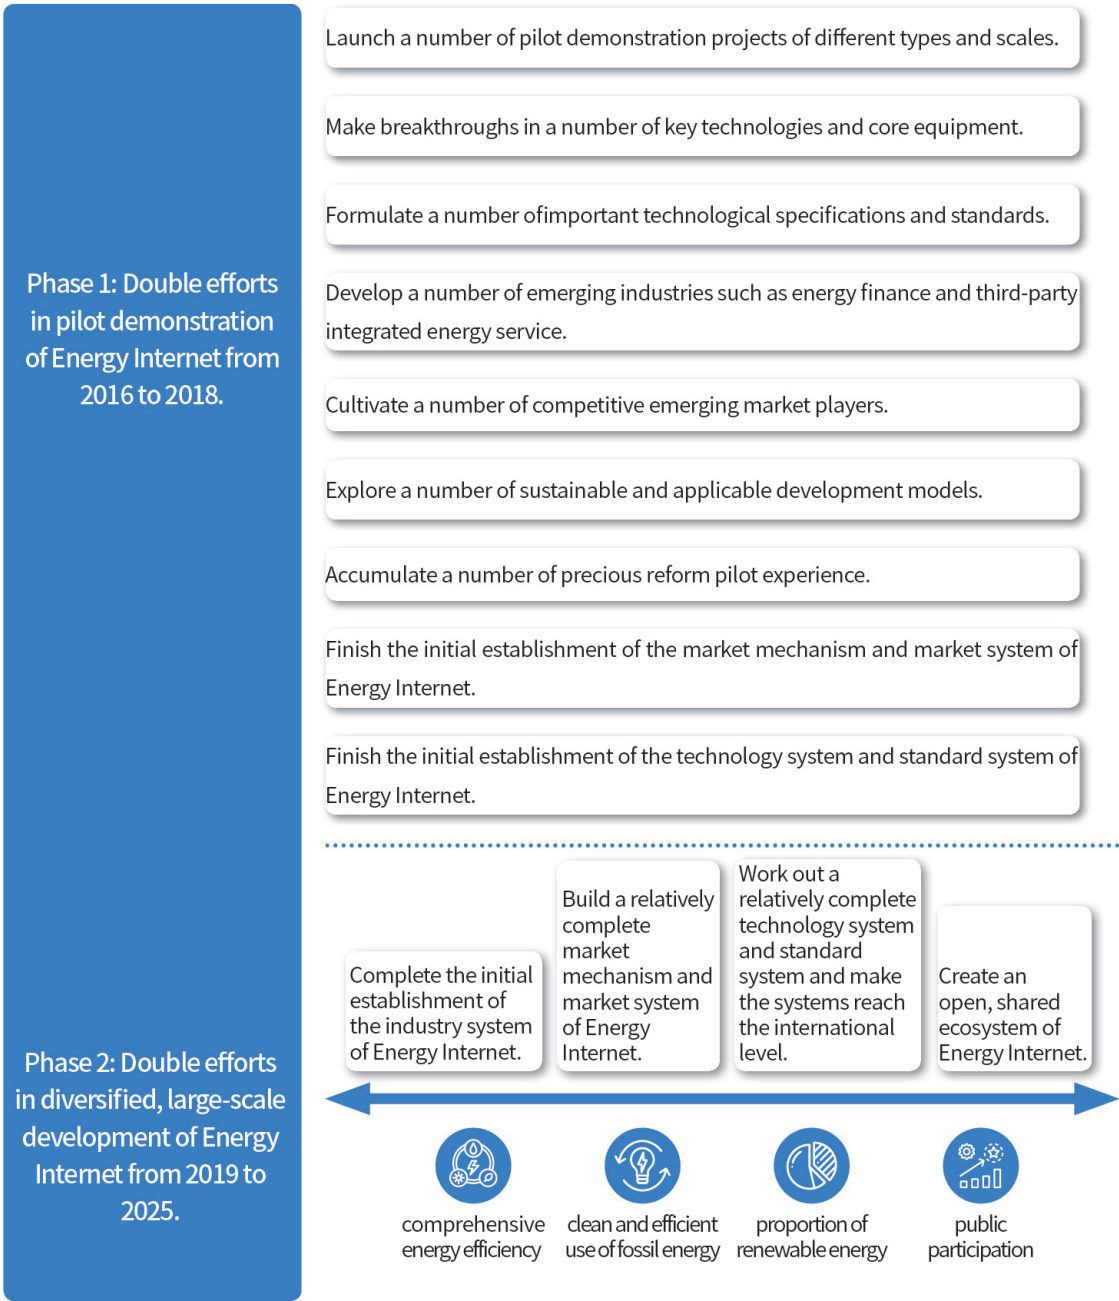 Phase 1: Double efforts
in pilot demonstration
of Energy Internet from
2016 to 2018.
Launch a number of pilot demonstration projects of different types and scales.
Make breakthroughs in a number of key technologies and core equipment.
Formulate a number ofimportant technological specifications and standards.
Develop a number of emerging industries such as energy finance and third-party
integrated energy service.
Cultivate a number of competitive emerging market players.
Explore a number of sustainable and applicable development models.
Accumulate a number of precious reform pilot experience.
Finish the initial establishment of the market mechanism and market system of
Energy Internet.
Finish the initial establishment of the technology system and standard system of
Energy Internet.
Phase 2: Double efforts
in diversified, large-scale
development of Energy
Internet from 2019 to
2025.
Complete the initial
establishment of
the industry system
of Energy Internet.
Build a relatively
complete
market
mechanism and
market system
of Energy
Internet.
Work out a
relatively complete
technology system
and standard
system and make
the systems reach
the international
level.
Create an
open, shared
ecosystem of
Energy Internet.
comprehensive
energy efficiency
clean and efficient
use of fossil energy
proportion of
renewable energy
public
participation